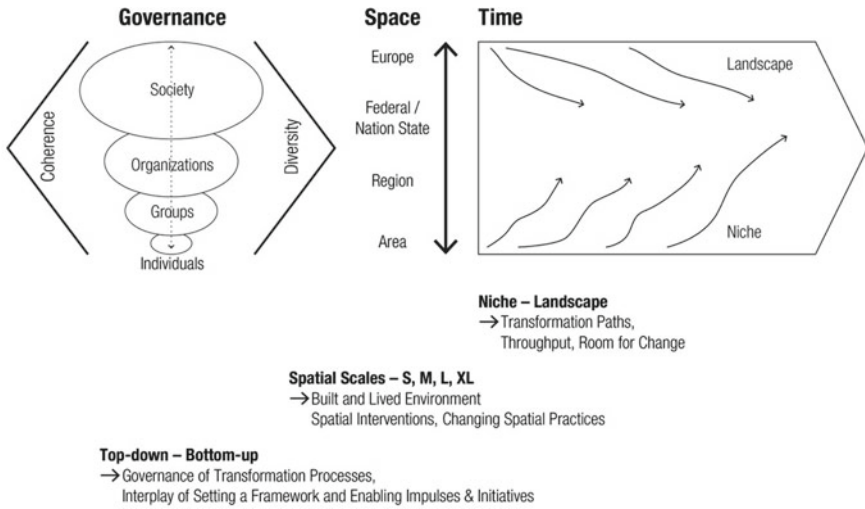 Governance
Space
Time
Coherence
Society
Organizations
Groups
Individuals
Diversity
Europe
Federal /
Nation State
Region
Area
Landscape
Niche
Niche – Landscape
→ Transformation Paths,
Throughput, Room for Change
Spatial Scales – S, M, L, XL
→ Built and Lived Environment
Spatial Interventions, Changing Spatial Practices
Top-down – Bottom-up
→ Governance of Transformation Processes,
Interplay of Setting a Framework and Enabling Impulses & Initiatives